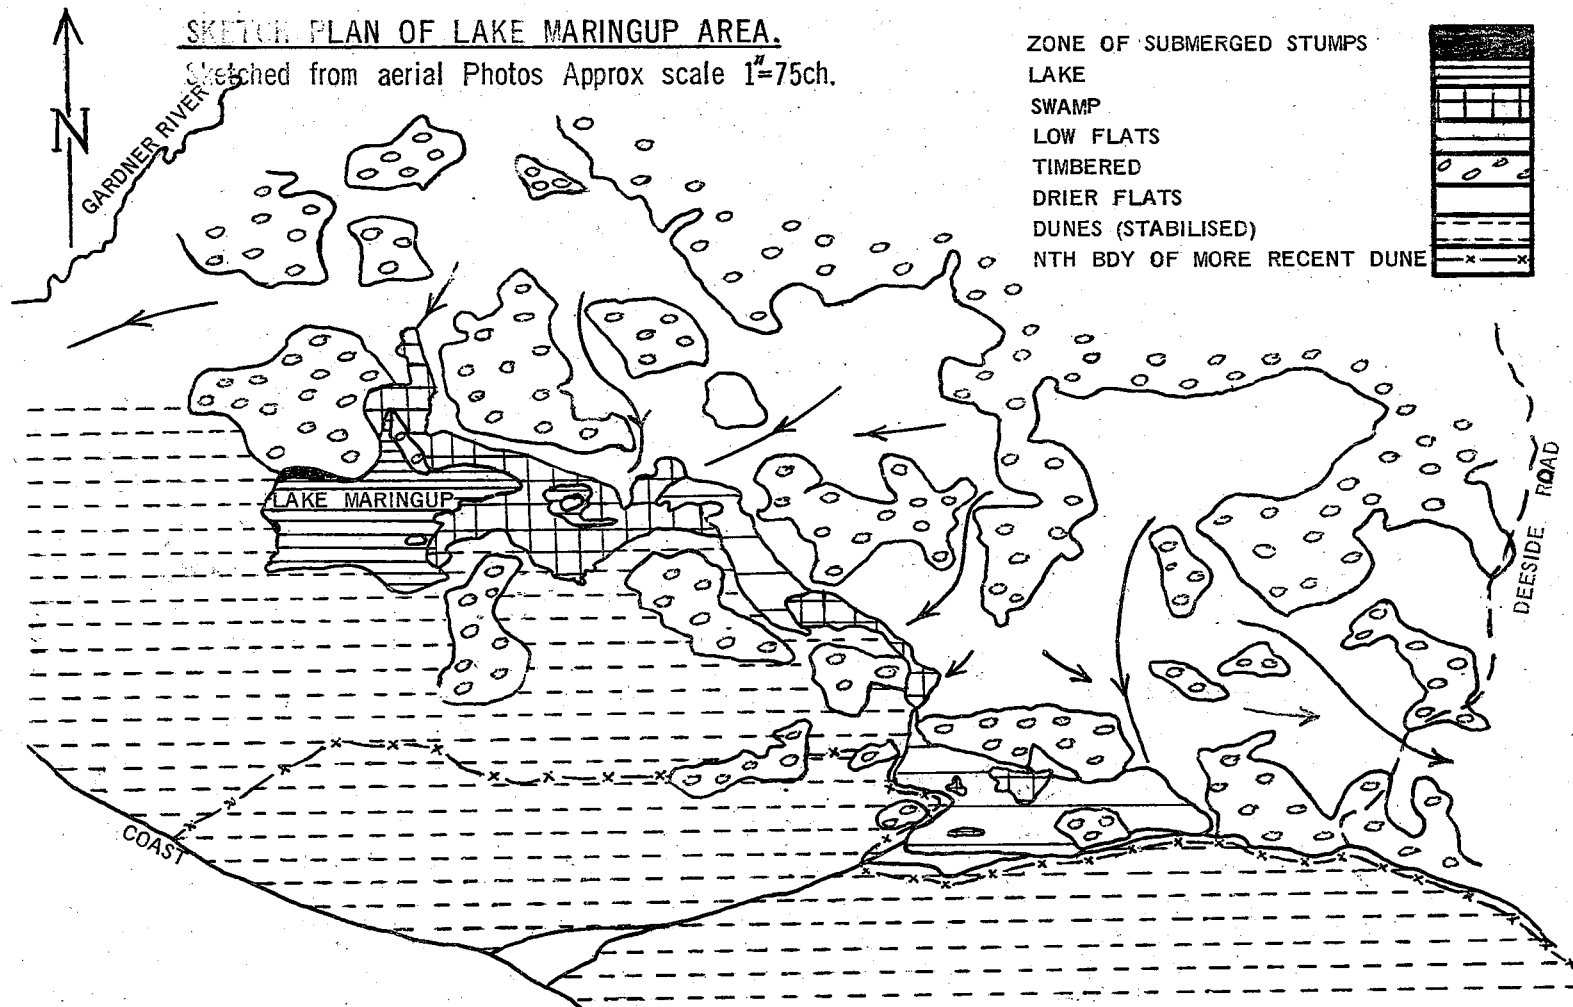 SKETCH PLAN OF LAKE MARINGUP AREA.
Sketched from aerial Photos Approx scale 1"=75ch.
N
GARDNER RIVER
ZONE OF SUBMERGED STUMPS
LAKE
SWAMP
LOW FLATS
TIMBERED
DRIER FLATS
DUNES (STABILISED)
NTH BDY OF MORE RECENT DUNE
LAKE MARINGUP
DEESIDE ROAD
COAST